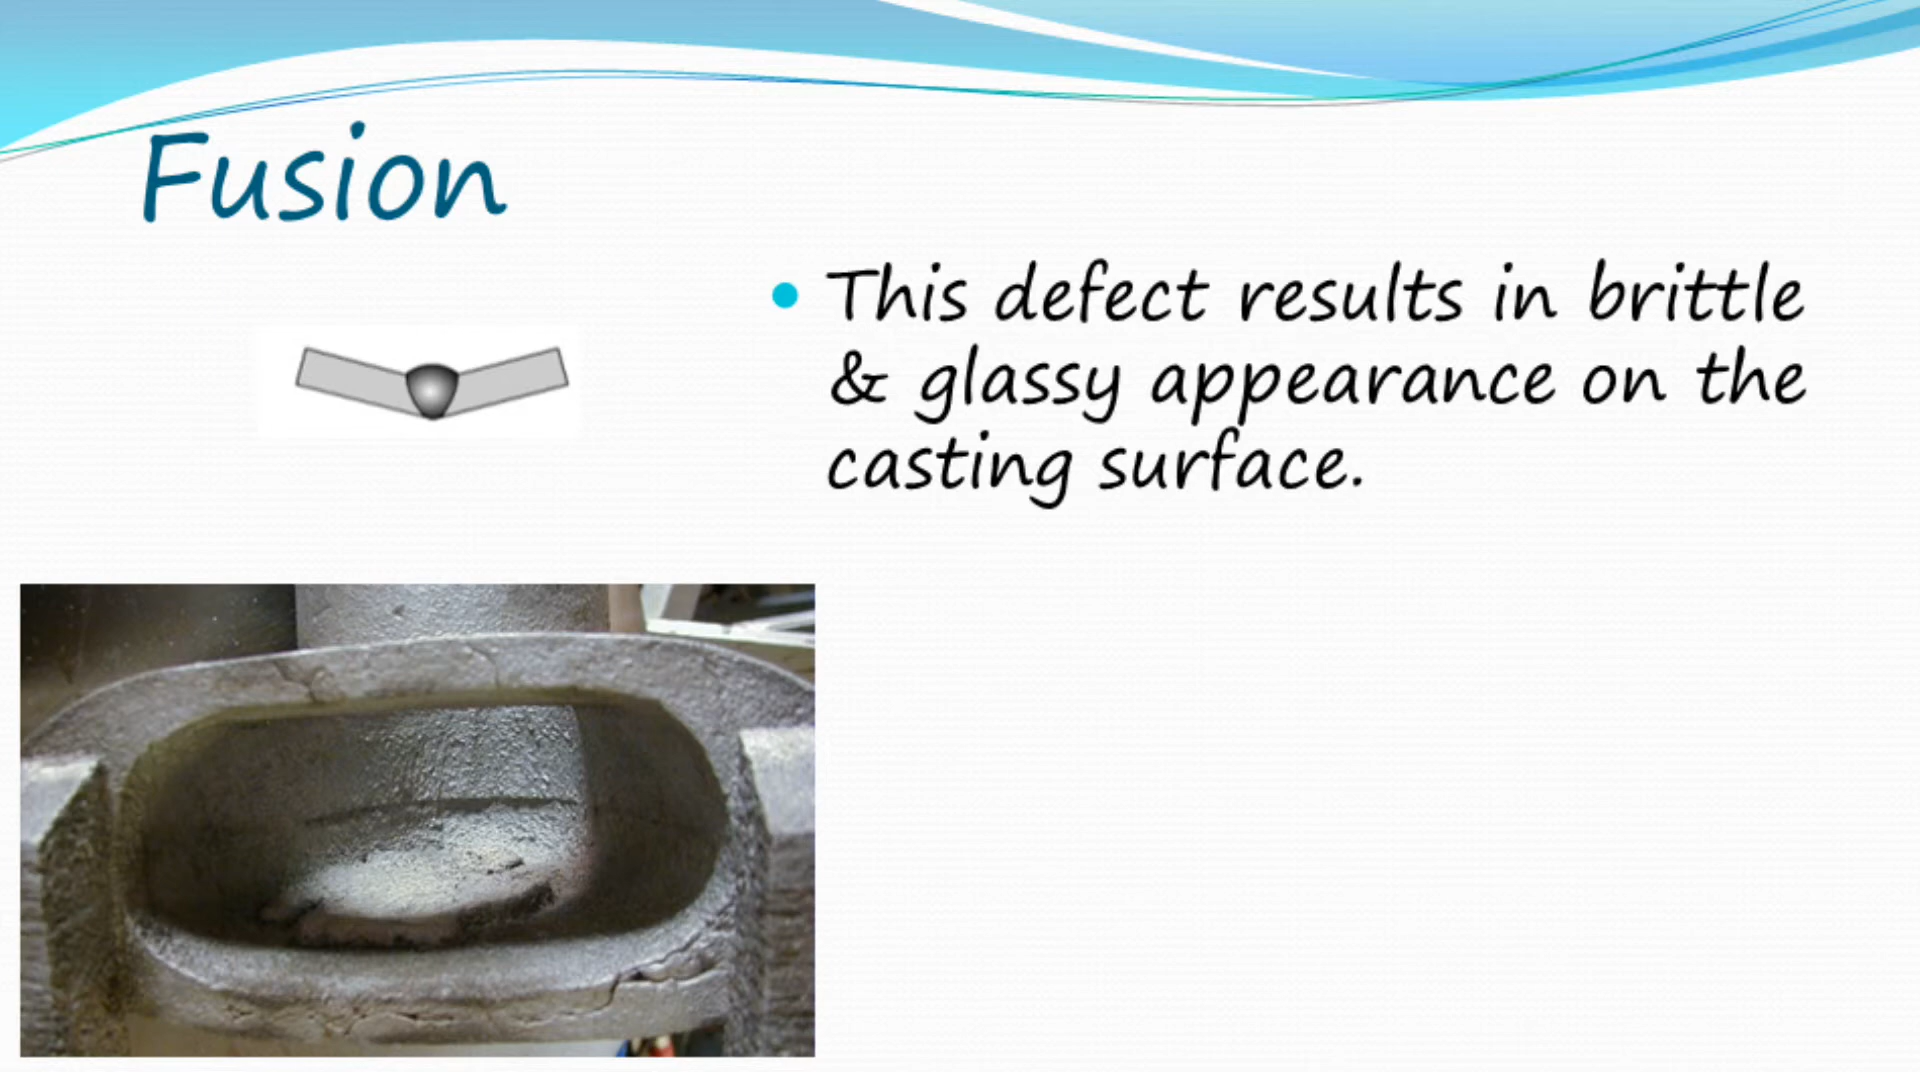 Fusion
This defect results in brittle
& glassy appearance on the
casting surface.